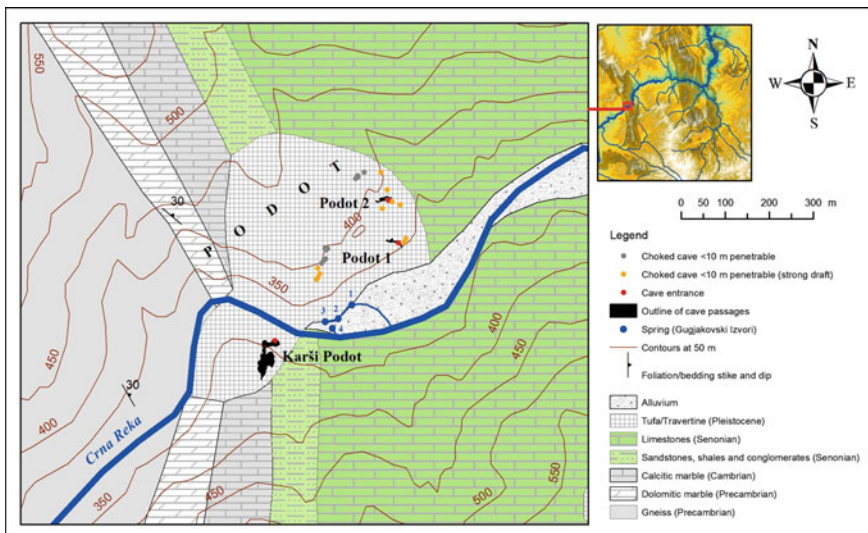 N
W
E
S
0
50
100
200
300
m
Legend
Choked cave <10 m penetrable
Choked cave <10 m penetrable (strong draft)
Cave entrance
Outline of cave passages
Spring (Gugjakovski Izvori)
Contours at 50 m
Foliation/bedding stike and dip
Alluvium
Tufa/Travertine (Pleistocene)
Limestones (Senonian)
Sandstones, shales and conglomerates (Senonian)
Calcitic marble (Cambrian)
Dolomitic marble (Precambrian)
Gneiss (Precambrian)
550
500
30
PODOT
Podot 2
400
Podot 1
350
1
2
3
4
Karši Podot
450
30
400
Crna Reka
350
450
400
450
500
550